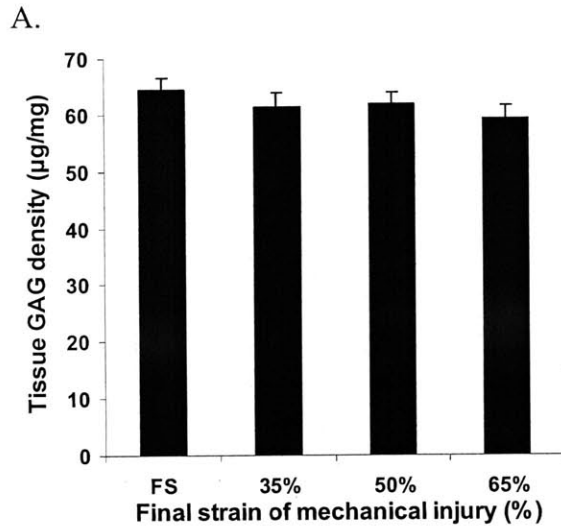 A.
Tissue GAG density (µg/mg)
70
60
50
40
30
20
10
0
FS 35% 50% 65%
Final strain of mechanical injury (%)